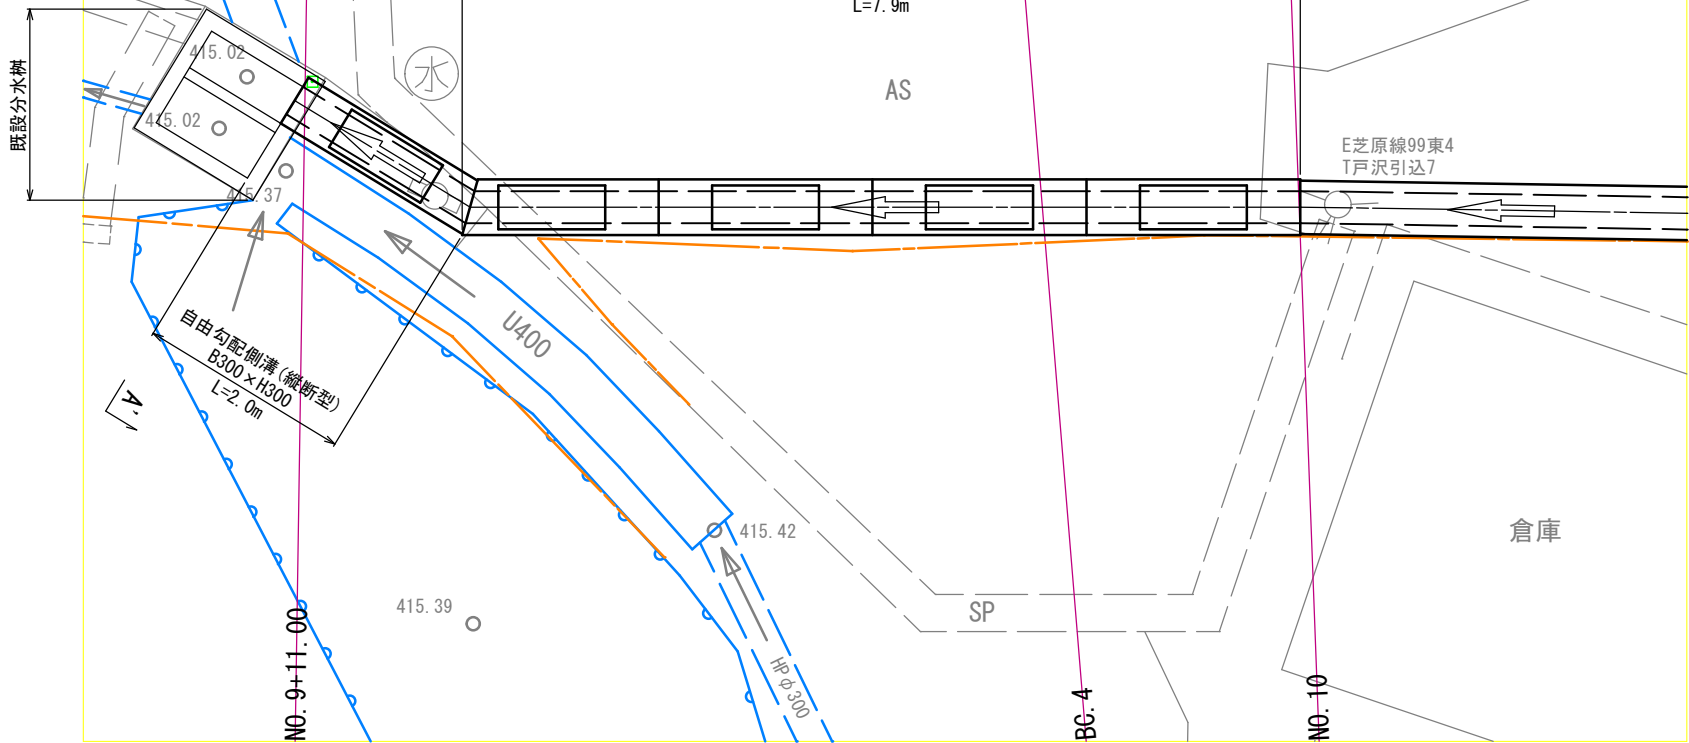 L=7.9m
既設分水桝
415.02
水
AS
415.02
E芝原線99東4
T戸沢引込7
415.37
自由勾配側溝(縦断型)
B300×H300
L=2.0m
U400
A'
415.42
倉庫
415.39
SP
HPφ300
NO.9+11.00
BC.4
NO.10